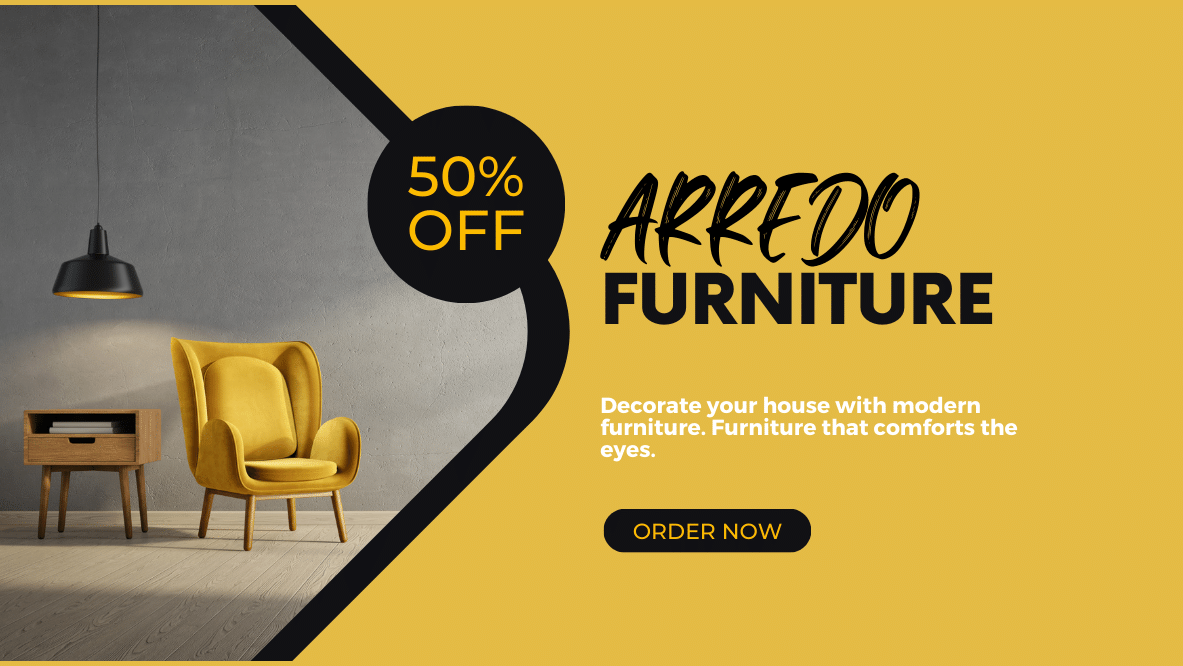 50%
OFF
ARREDO
FURNITURE
Decorate your house with modern
furniture. Furniture that comforts the
eyes.
ORDER NOW